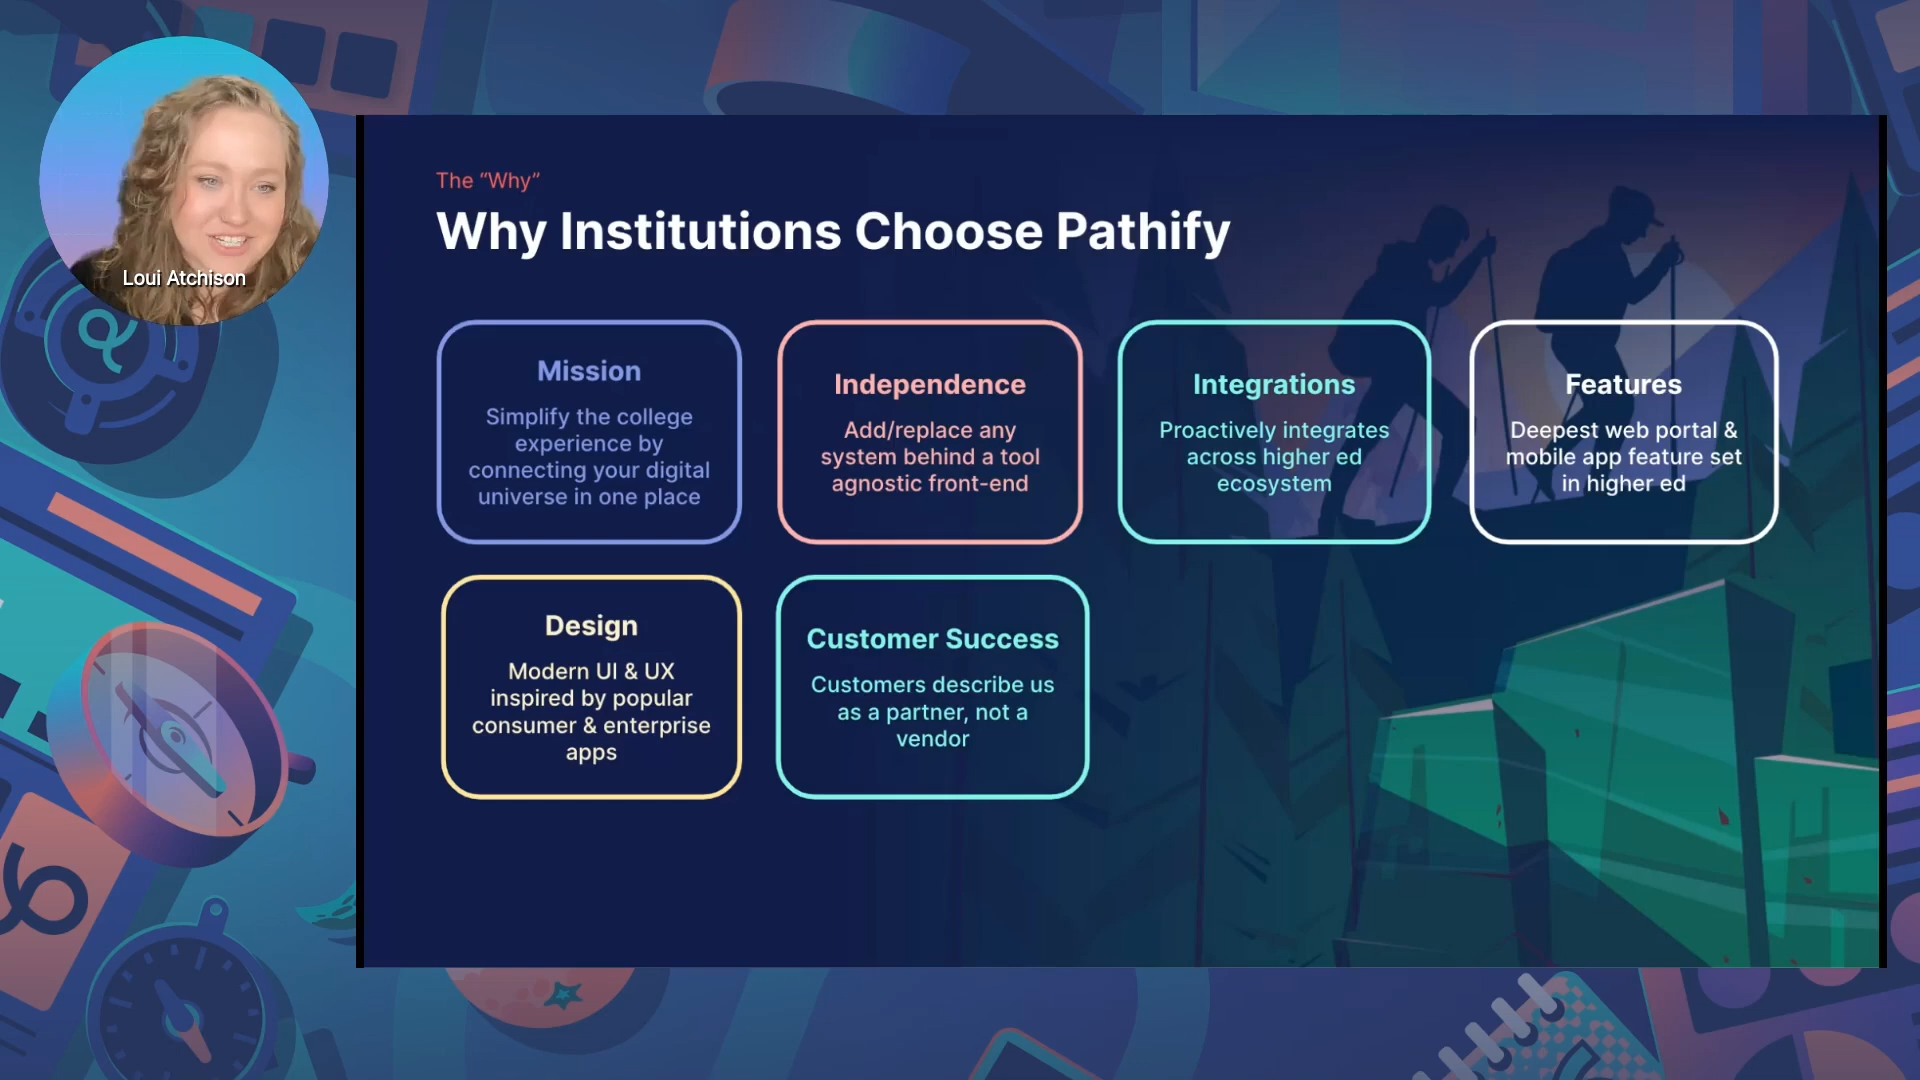 Loui Atchison
The “Why”
Why Institutions Choose Pathify
Mission
Simplify the college
experience by
connecting your digital
universe in one place
Independence
Add/replace any
system behind a tool
agnostic front-end
Integrations
Proactively integrates
across higher ed
ecosystem
Features
Deepest web portal &
mobile app feature set
in higher ed
Design
Modern UI & UX
inspired by popular
consumer & enterprise
apps
Customer Success
Customers describe us
as a partner, not a
vendor